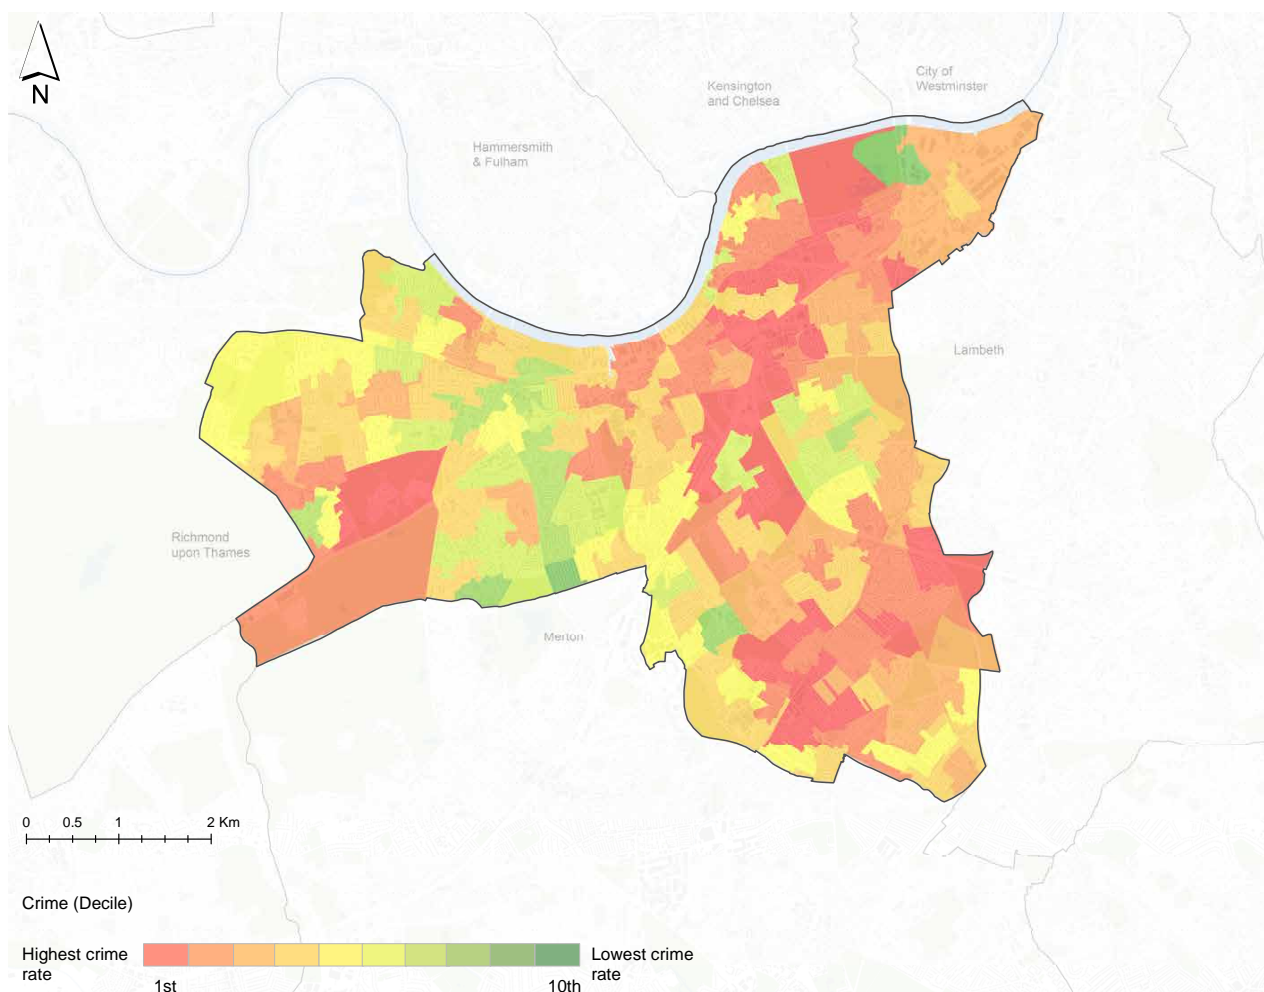 N
City of
Westminster
Kensington
and Chelsea
Hammersmith
& Fulham
Lambeth
Richmond
upon Thames
Merton
0 0.5 1 2 Km
Crime (Decile)
Highest crime
rate
1st
10th
Lowest crime
rate